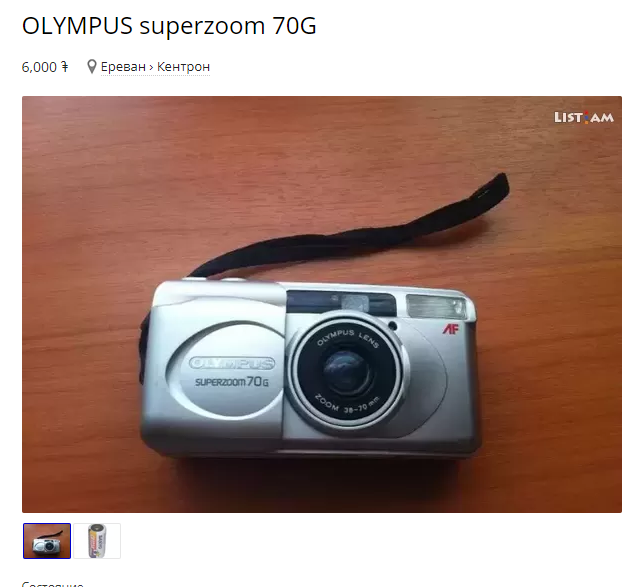 OLYMPUS superzoom 70G
6,000 ֏ Ереван › Кентрон
LIST.AM
AF
OLYMPUS LENS
OLYMPUS
SUPERZOOM 70G
ZOOM 38-70 mm
Состояние